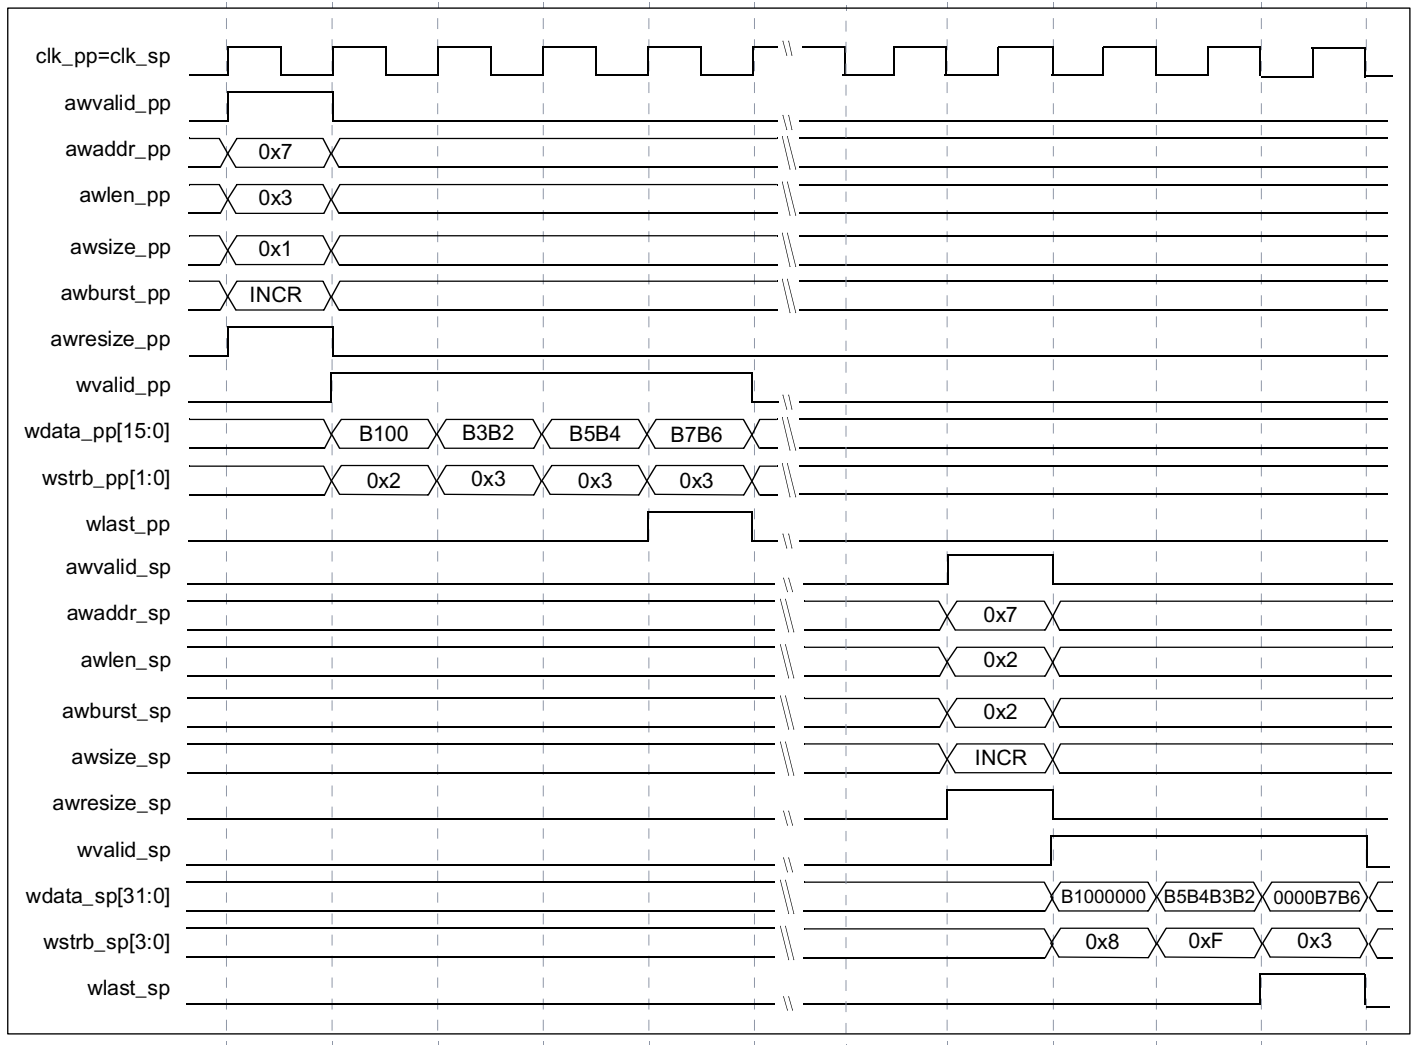 clk_pp=clk_sp
awvalid_pp
awaddr_pp 0x7
awlen_pp 0x3
awsize_pp 0x1
awburst_pp INCR
awresize_pp
wvalid_pp
wdata_pp[15:0] B100 B3B2 B5B4 B7B6
wstrb_pp[1:0] 0x2 0x3 0x3 0x3
wlast_pp
awvalid_sp
awaddr_sp 0x7
awlen_sp 0x2
awburst_sp 0x2
awsize_sp INCR
awresize_sp
wvalid_sp
wdata_sp[31:0] B1000000 B5B4B3B2 0000B7B6
wstrb_sp[3:0] 0x8 0xF 0x3
wlast_sp